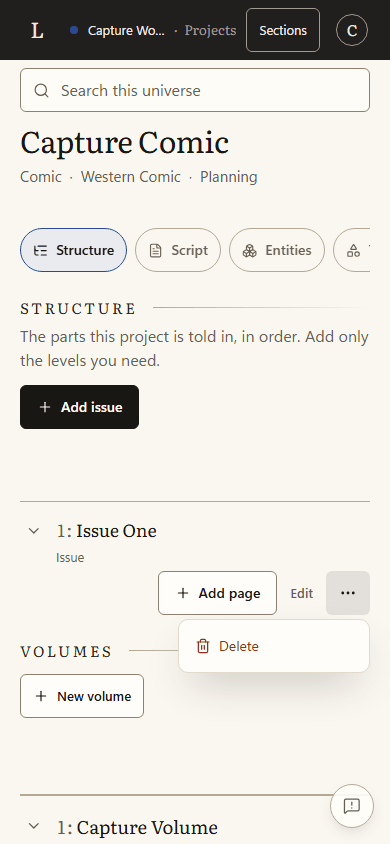 L
Capture Wo... · Projects
Sections
C
Search this universe
Capture Comic
Comic · Western Comic · Planning
Structure
Script
Entities
STRUCTURE
The parts this project is told in, in order. Add only
the levels you need.
Add issue
1: Issue One
Issue
Add page
Edit
...
Delete
VOLUMES
New volume
1: Capture Volume